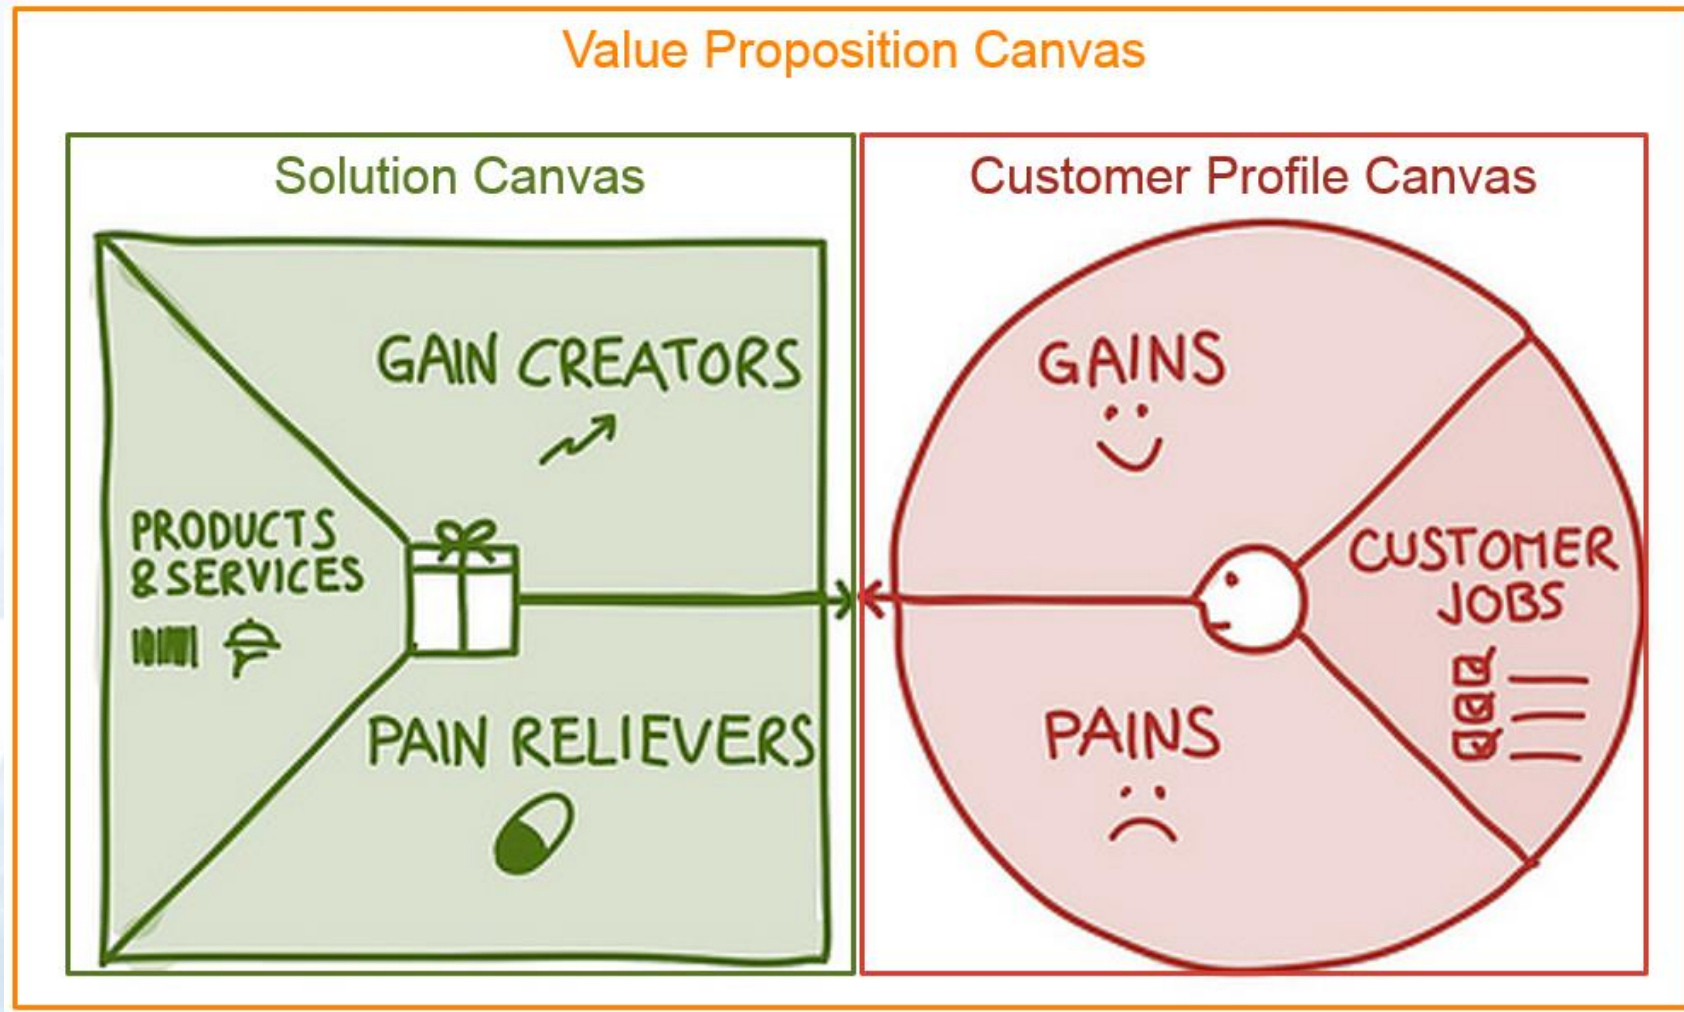 Value Proposition Canvas
Solution Canvas
GAIN CREATORS
PRODUCTS
& SERVICES
PAIN RELIEVERS
Customer Profile Canvas
GAINS
CUSTOMER
JOBS
PAINS